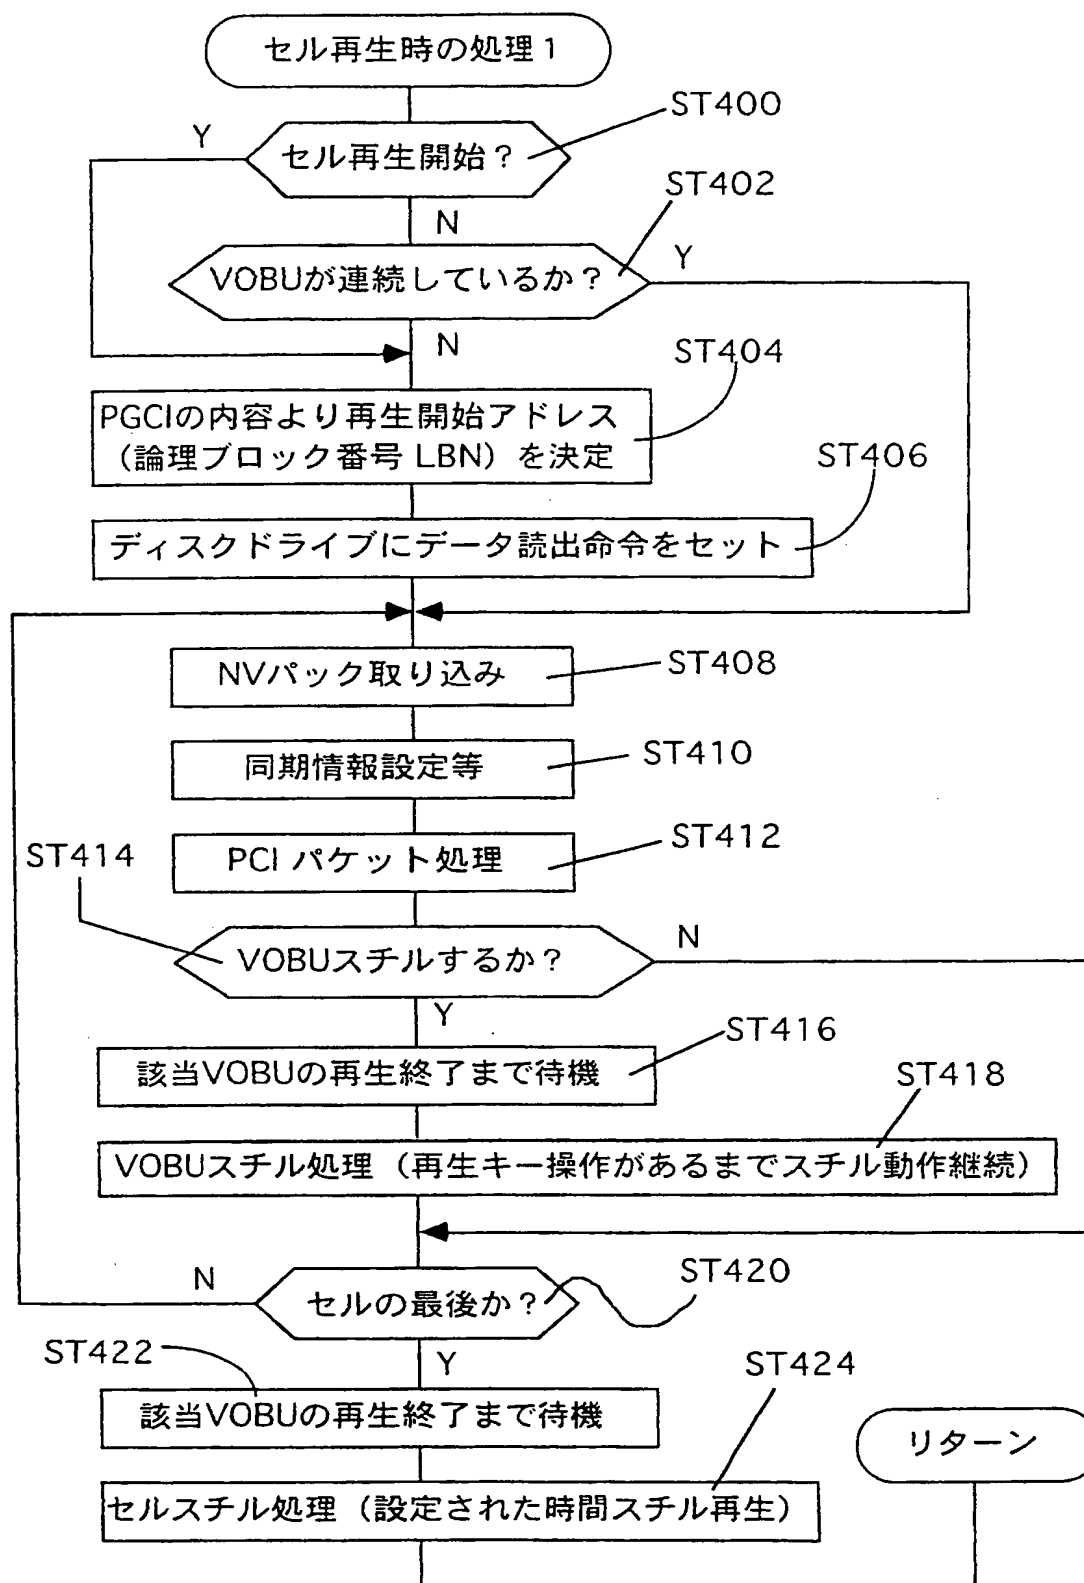 セル再生時の処理1
ST400
Y
セル再生開始？
ST402
N
VOBUが連続しているか？
Y
N
ST404
PGCIの内容より再生開始アドレス
（論理ブロック番号 LBN）を決定
ST406
ディスクドライブにデータ読出命令をセット
NVパック取り込み
ST408
同期情報設定等
ST410
ST412
PCI パケット処理
ST414
VOBUスチルするか？
N
Y
ST416
該当VOBUの再生終了まで待機
ST418
VOBUスチル処理（再生キー操作があるまでスチル動作継続）
N
セルの最後か？
ST420
ST422
Y
ST424
該当VOBUの再生終了まで待機
リターン
セルスチル処理（設定された時間スチル再生）